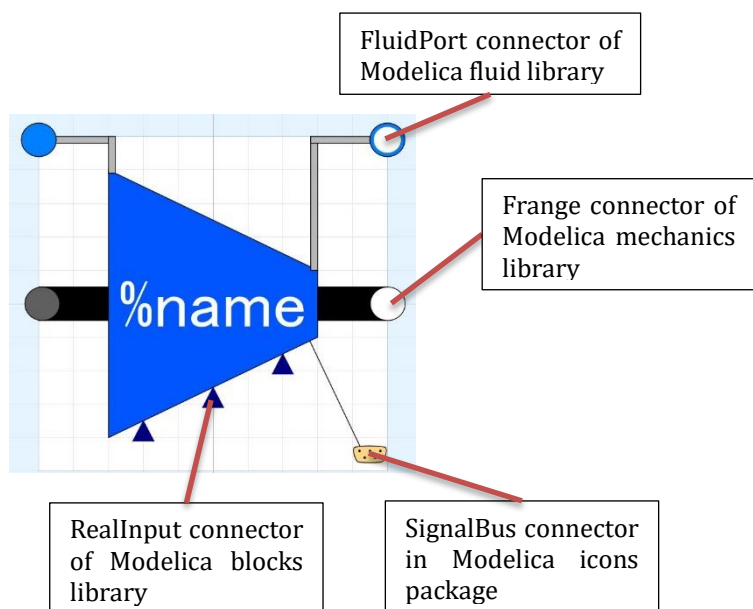 FluidPort connector of
Modelica fluid library
Frange connector of
Modelica mechanics
library
%name
RealInput connector
of Modelica blocks
library
SignalBus connector
in Modelica icons
package